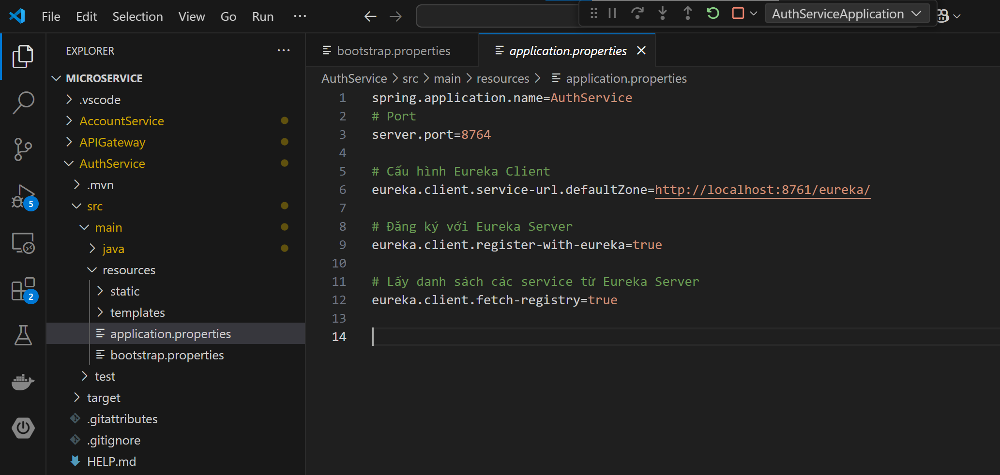 File Edit Selection View Go Run ···
AuthServiceApplication
EXPLORER ···
MICROSERVICE
.vscode
AccountService
APIGateway
AuthService
.mvn
src
main
java
resources
static
templates
application.properties
bootstrap.properties
test
target
.gitattributes
.gitignore
HELP.md
5
2
bootstrap.properties
application.properties
AuthService > src > main > resources > application.properties
1 spring.application.name=AuthService
2 # Port
3 server.port=8764
4
5 # Cấu hình Eureka Client
6 eureka.client.service-url.defaultZone=http://localhost:8761/eureka/
7
8 # Đăng ký với Eureka Server
9 eureka.client.register-with-eureka=true
10
11 # Lấy danh sách các service từ Eureka Server
12 eureka.client.fetch-registry=true
13
14